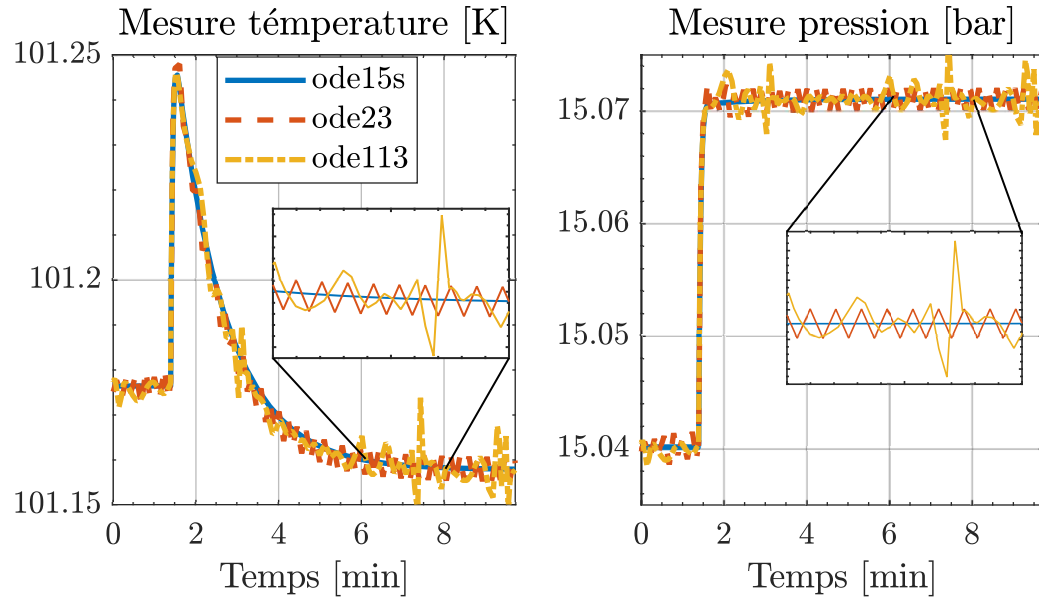 Mesure témperature [K]
101.25
101.2
101.15
0 2 4 6 8
Temps [min]
ode15s
ode23
ode113
Mesure pression [bar]
15.07
15.06
15.05
15.04
0 2 4 6 8
Temps [min]